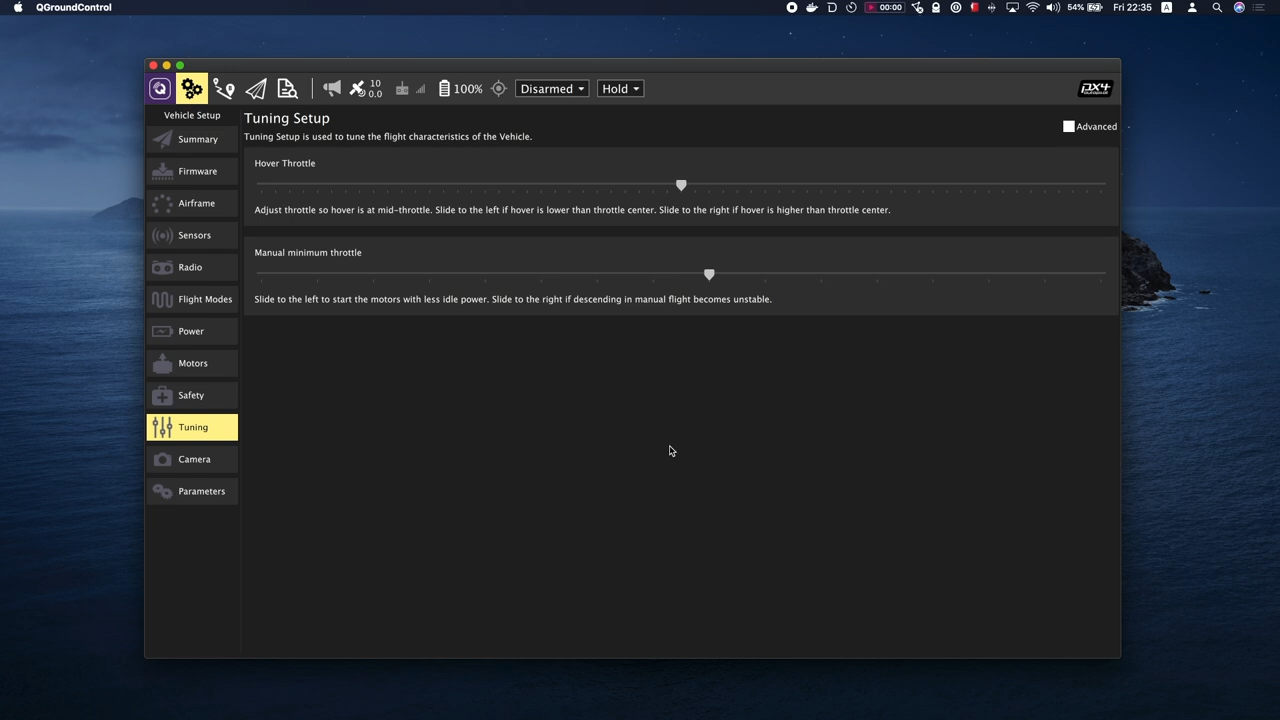 QGroundControl
00:00
54%
Fri 22:35
A
10
0.0
100%
Disarmed
Hold
px4
autopilot
Vehicle Setup
Summary
Firmware
Airframe
Sensors
Radio
Flight Modes
Power
Motors
Safety
Tuning
Camera
Parameters
Tuning Setup
Tuning Setup is used to tune the flight characteristics of the Vehicle.
Advanced
Hover Throttle
Adjust throttle so hover is at mid-throttle. Slide to the left if hover is lower than throttle center. Slide to the right if hover is higher than throttle center.
Manual minimum throttle
Slide to the left to start the motors with less idle power. Slide to the right if descending in manual flight becomes unstable.